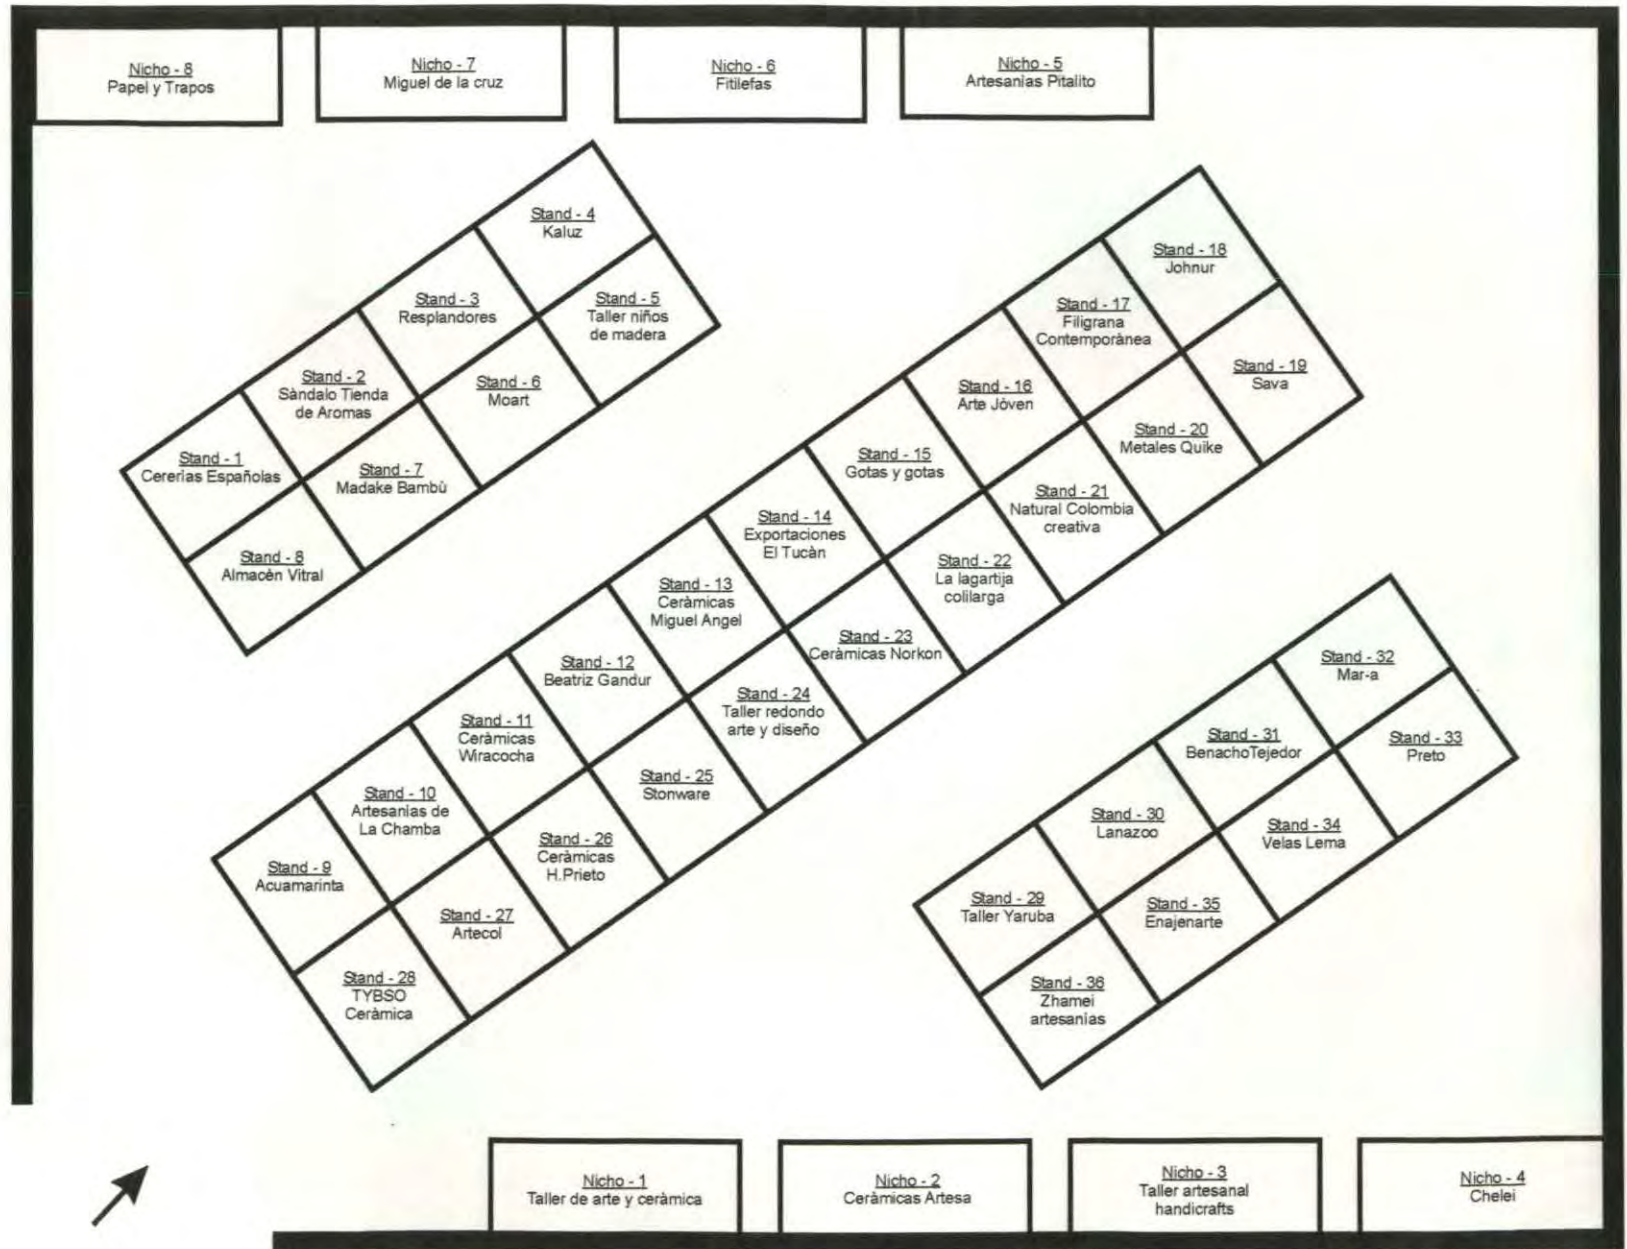 Nicho - 8
Papel y Trapos
Nicho - 7
Miguel de la cruz
Nicho - 6
Fitilefas
Nicho - 5
Artesanias Pitalito
Stand - 4
Kaluz
Stand - 3
Resplandores
Stand - 5
Taller niños
de madera
Stand - 2
Sàndalo Tienda
de Aromas
Stand - 6
Moart
Stand - 1
Cererias Españolas
Stand - 7
Madake Bambù
Stand - 8
Almacèn Vitral
Stand - 18
Johnur
Stand - 17
Filigrana
Contemporànea
Stand - 19
Sava
Stand - 16
Arte Jòven
Stand - 20
Metales Quike
Stand - 15
Gotas y gotas
Stand - 21
Natural Colombia
creativa
Stand - 14
Exportaciones
El Tucàn
Stand - 22
La lagartija
colilarga
Stand - 13
Ceràmicas
Miguel Angel
Stand - 23
Ceràmicas Norkon
Stand - 12
Beatriz Gandur
Stand - 24
Taller redondo
arte y diseño
Stand - 11
Ceràmicas
Wiracocha
Stand - 25
Stonware
Stand - 10
Artesanias de
La Chamba
Stand - 26
Ceràmicas
H.Prieto
Stand - 9
Acuamarinta
Stand - 27
Artecol
Stand - 28
TYBSO
Ceràmica
Stand - 32
Mar-a
Stand - 31
BenachoTejedor
Stand - 33
Preto
Stand - 30
Lanazoo
Stand - 34
Velas Lema
Stand - 29
Taller Yaruba
Stand - 35
Enajenarte
Stand - 36
Zhamei
artesanias
Nicho - 1
Taller de arte y ceràmica
Nicho - 2
Ceràmicas Artesa
Nicho - 3
Taller artesanal
handicrafts
Nicho - 4
Chelei